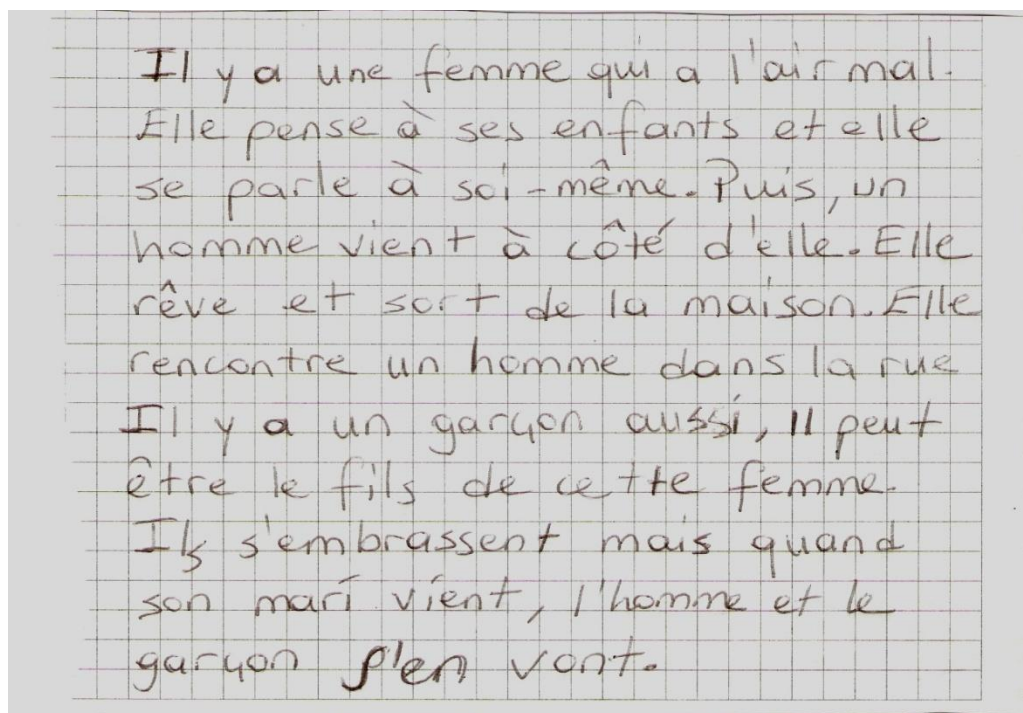 Il y a une femme qui a l'air mal.
Elle pense à ses enfants et elle
se parle à soi-même. Puis, un
homme vient à côté d'elle. Elle
rêve et sort de la maison. Elle
rencontre un homme dans la rue
Il y a un garçon aussi, il peut
être le fils de cette femme.
Ils s'embrassent mais quand
son mari vient, l'homme et le
garçon s'en vont.